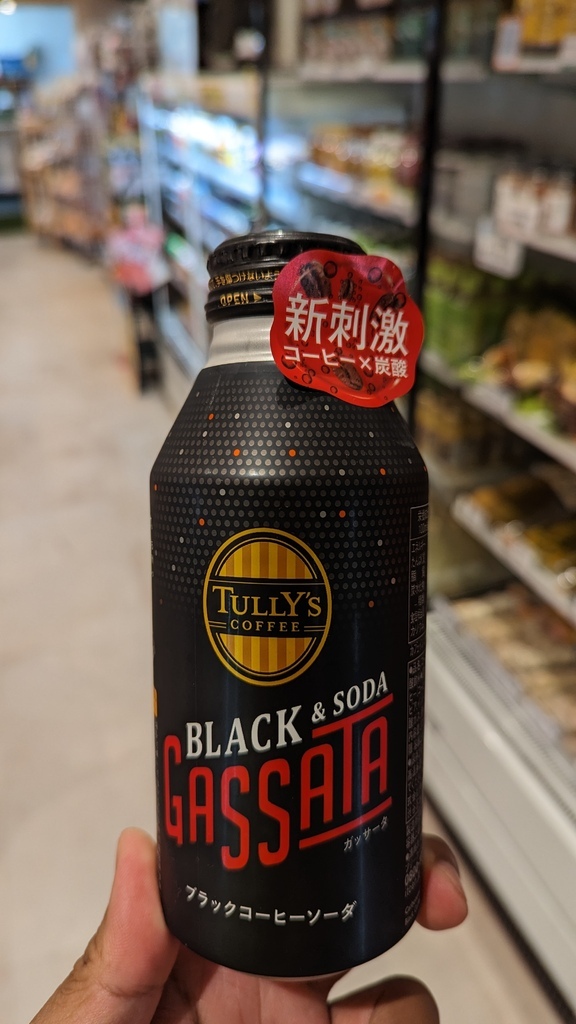 OPEN
新刺激
コーヒー×炭酸
TULLY'S
COFFEE
BLACK & SODA
GASSATA
ガッサータ
ブラックコーヒーソーダ